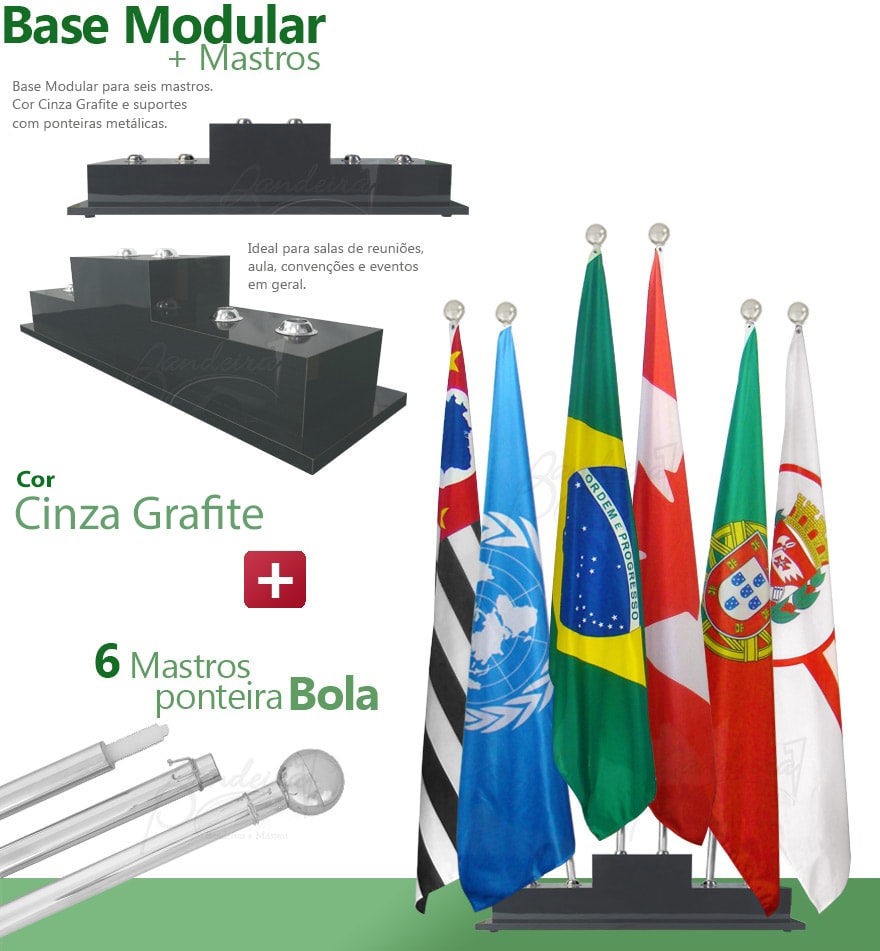 Base Modular
+ Mastros
Base Modular para seis mastros.
Cor Cinza Grafite e suportes
com ponteiras metálicas.
Ideal para salas de reuniões,
aula, convenções e eventos
em geral.
Cor
Cinza Grafite
+
6 Mastros
ponteira Bola
ORDEM E PROGRESSO